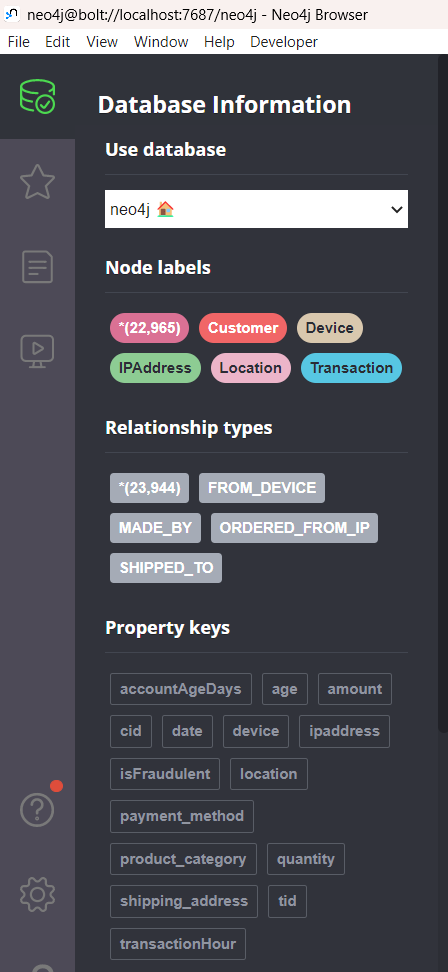 neo4j@bolt://localhost:7687/neo4j - Neo4j Browser
File Edit View Window Help Developer
Database Information
Use database
neo4j
Node labels
*(22,965) Customer Device
IPAddress Location Transaction
Relationship types
*(23,944) FROM_DEVICE
MADE_BY ORDERED_FROM_IP
SHIPPED_TO
Property keys
accountAgeDays age amount
cid date device ipaddress
isFraudulent location
payment_method
product_category quantity
shipping_address tid
transactionHour